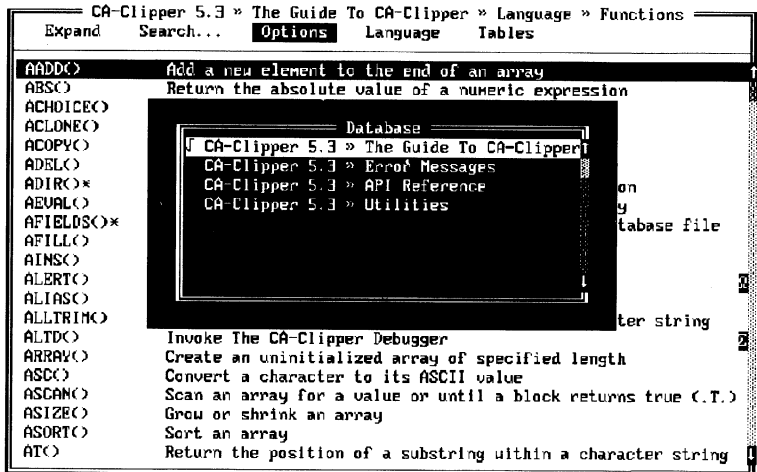 CA-Clipper 5.3 » The Guide To CA-Clipper » Language » Functions
Expand Search... Options Language Tables
AADD() Add a new element to the end of an array
ABS() Return the absolute value of a numeric expression
ACHOICE()
ACLONE() Database
ACOPY() √ CA-Clipper 5.3 » The Guide To CA-Clipper
ADEL() CA-Clipper 5.3 » Error Messages
ADIR()* CA-Clipper 5.3 » API Reference on
AEVAL() CA-Clipper 5.3 » Utilities y
AFIELDS()* tabase file
AFILL()
AINS()
ALERT()
ALIAS()
ALLTRIM() ter string
ALTD() Invoke The CA-Clipper Debugger
ARRAY() Create an uninitialized array of specified length
ASC() Convert a character to its ASCII value
ASCAN() Scan an array for a value or until a block returns true (.T.)
ASIZE() Grow or shrink an array
ASORT() Sort an array
AT() Return the position of a substring within a character string